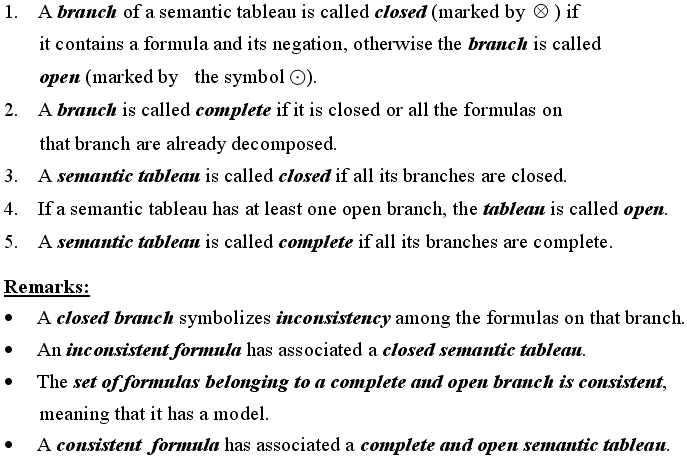 1. A branch of a semantic tableau is called closed (marked by ⊗ ) if
it contains a formula and its negation, otherwise the branch is called
open (marked by the symbol ⊙).
2. A branch is called complete if it is closed or all the formulas on
that branch are already decomposed.
3. A semantic tableau is called closed if all its branches are closed.
4. If a semantic tableau has at least one open branch, the tableau is called open.
5. A semantic tableau is called complete if all its branches are complete.
Remarks:
• A closed branch symbolizes inconsistency among the formulas on that branch.
• An inconsistent formula has associated a closed semantic tableau.
• The set of formulas belonging to a complete and open branch is consistent,
meaning that it has a model.
• A consistent formula has associated a complete and open semantic tableau.